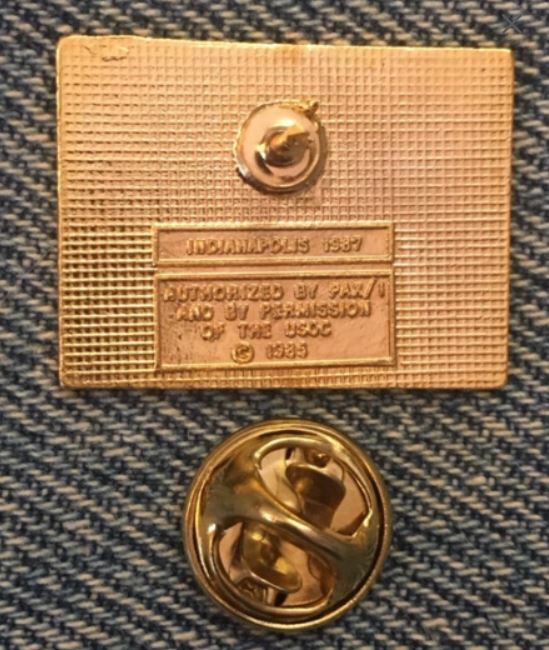 INDIANAPOLIS 1987
AUTHORIZED BY PAX/I
AND BY PERMISSION
OF THE USOC
© 1985